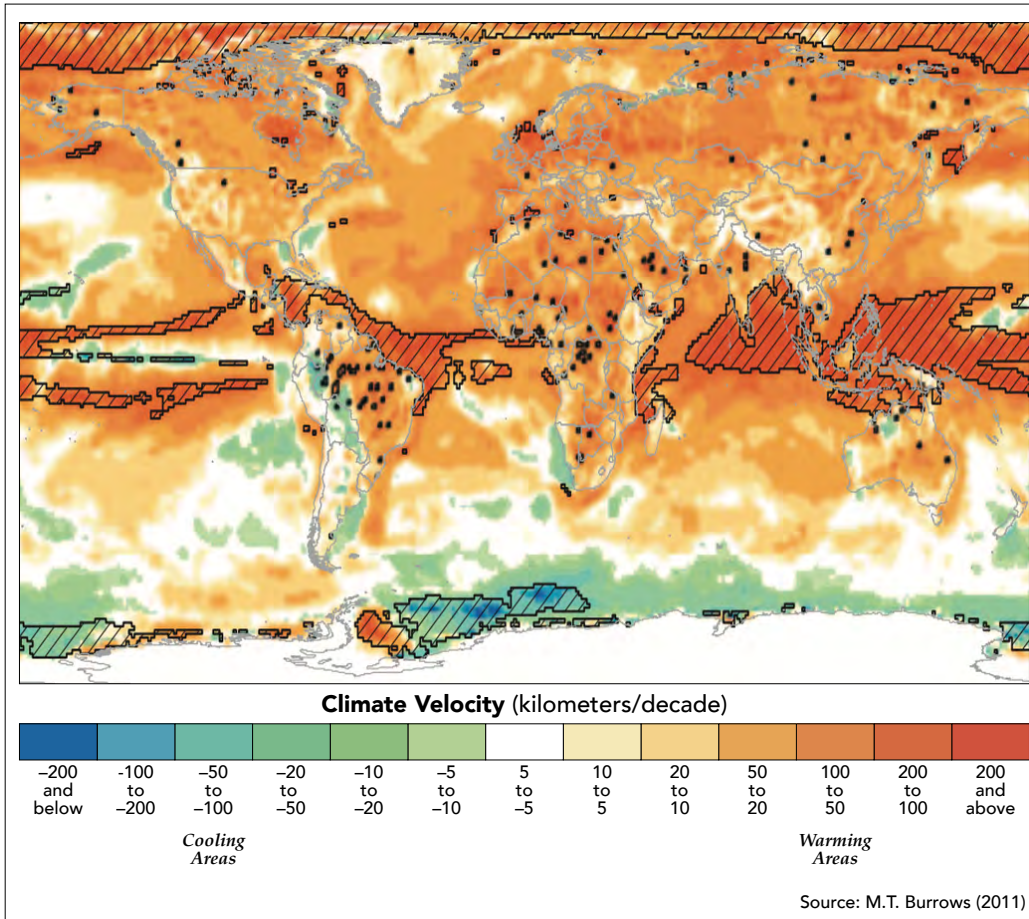 Climate Velocity (kilometers/decade)
–200 and below
-100 to –200
–50 to –100
–20 to –50
–10 to –20
–5 to –10
5 to –5
10 to 5
20 to 10
50 to 20
100 to 50
200 to 100
200 and above
Cooling Areas
Warming Areas
Source: M.T. Burrows (2011)